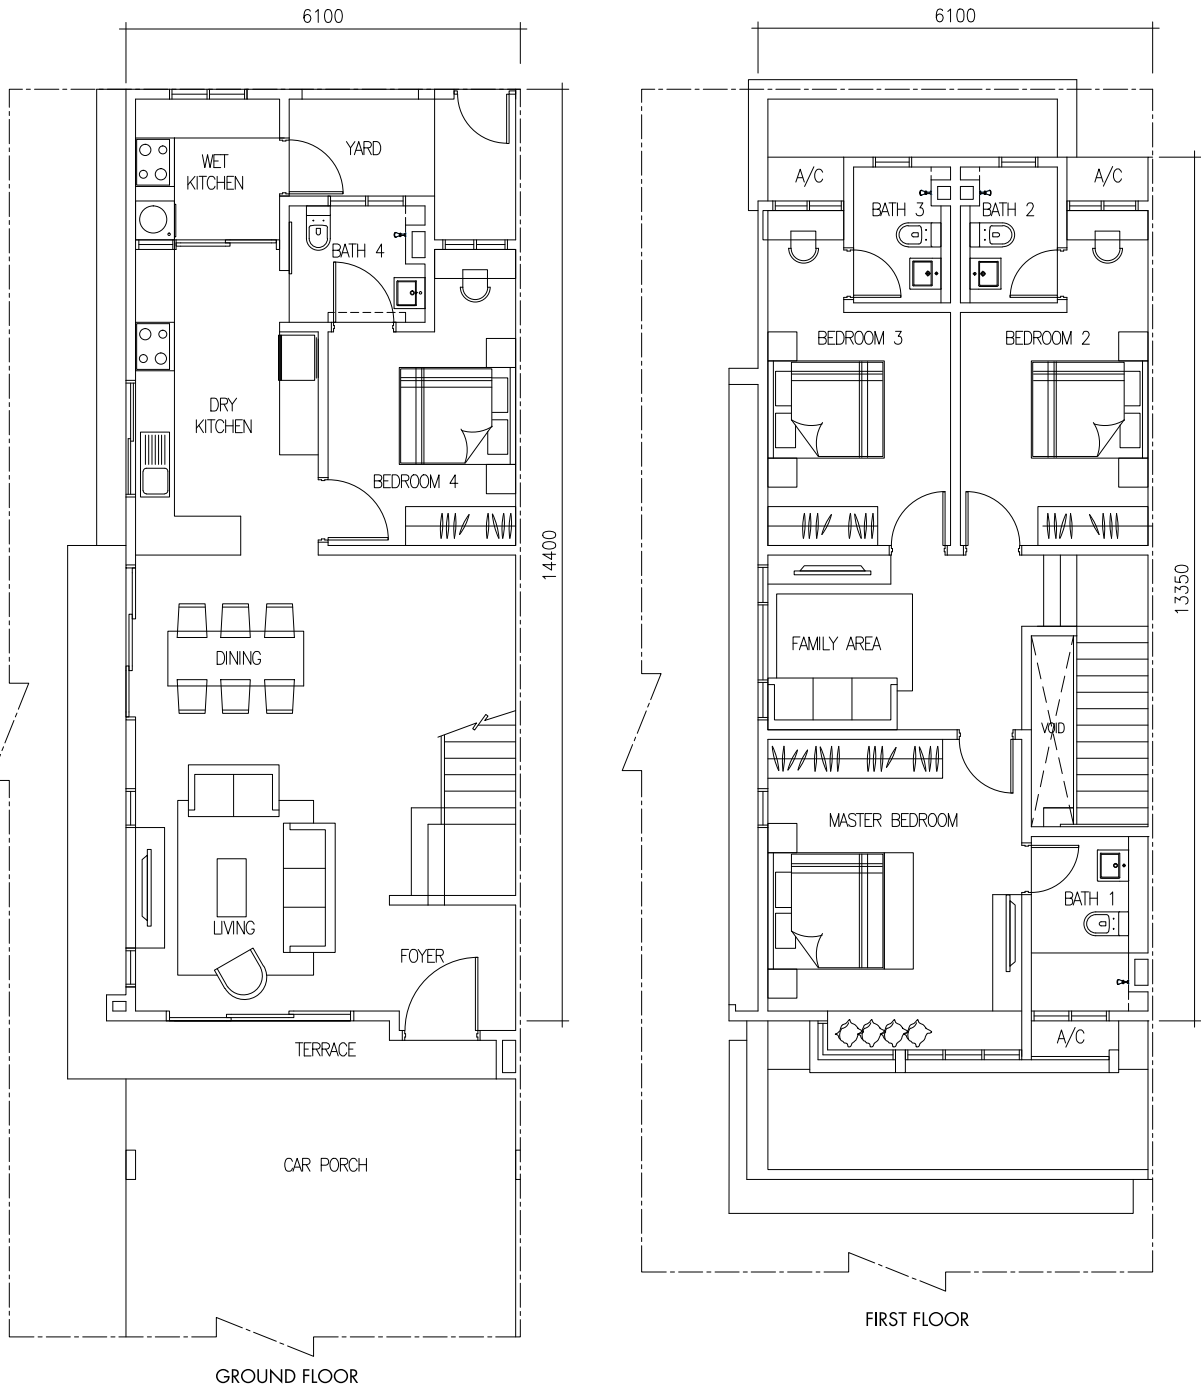 6100
WET
KITCHEN
YARD
BATH 4
DRY
KITCHEN
BEDROOM 4
14400
DINING
LIVING
FOYER
TERRACE
CAR PORCH
GROUND FLOOR
6100
A/C
A/C
BATH 3
BATH 2
BEDROOM 3
BEDROOM 2
13350
FAMILY AREA
VOID
MASTER BEDROOM
BATH 1
A/C
FIRST FLOOR